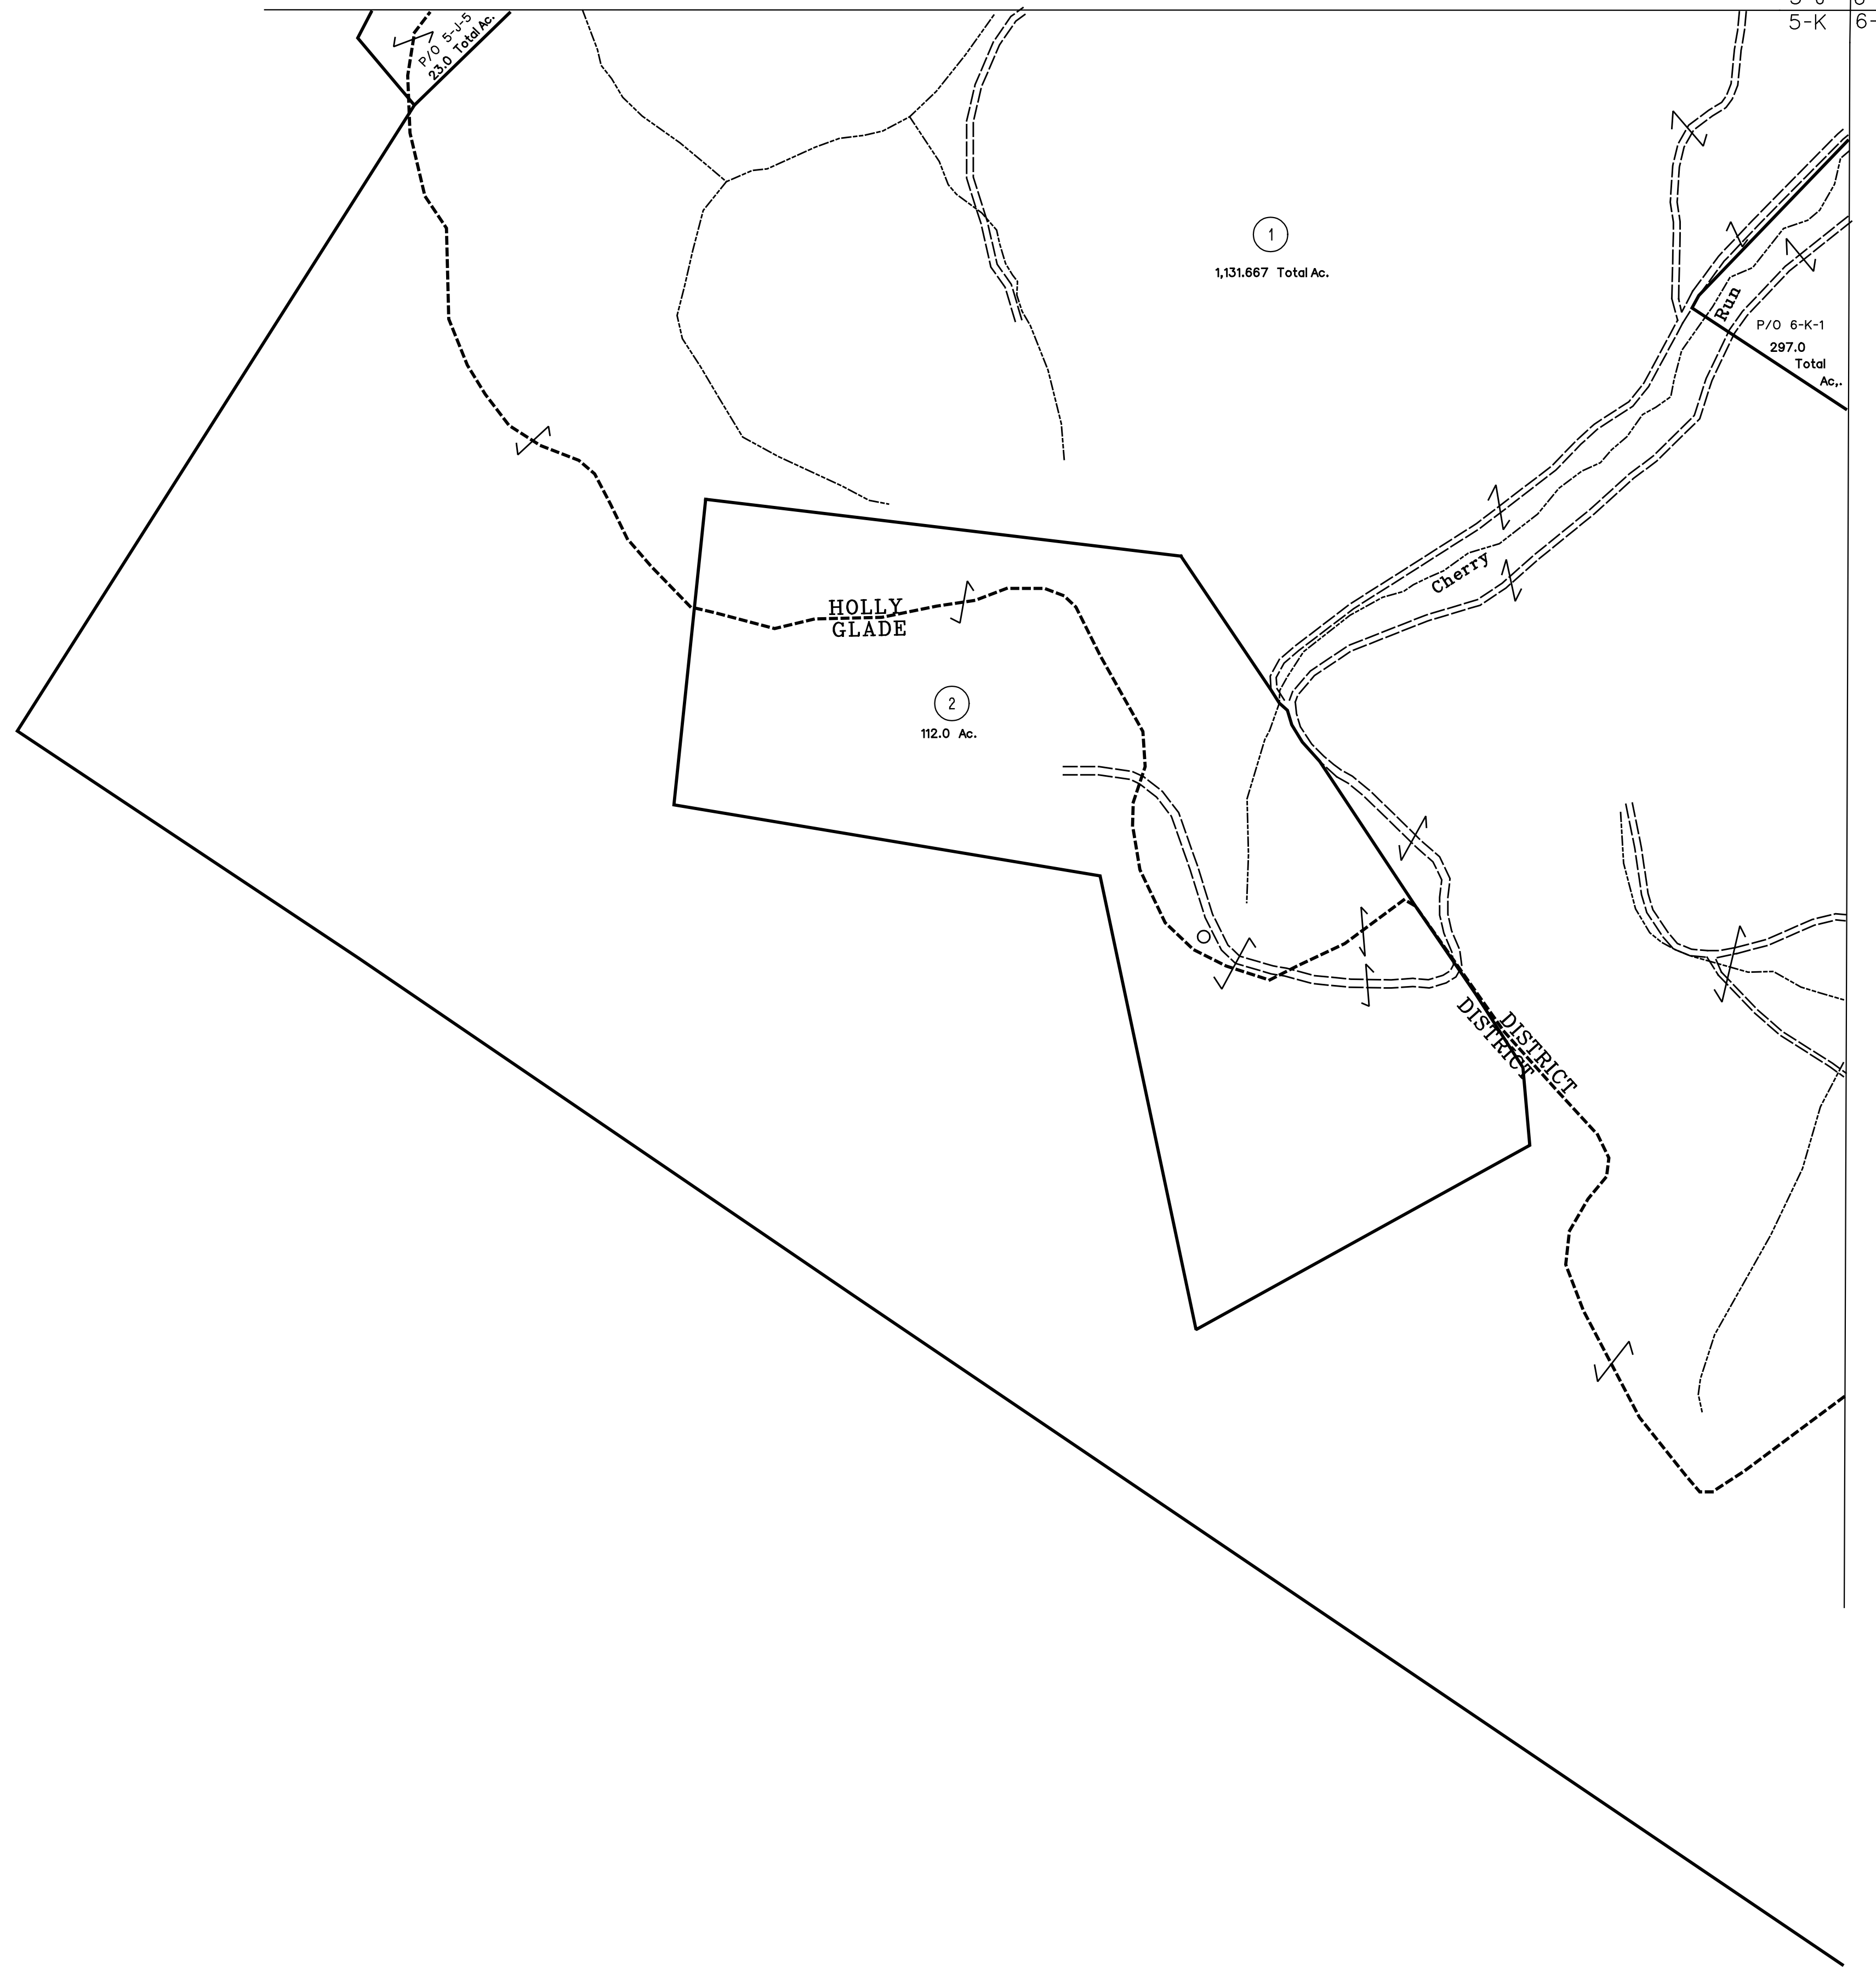 5-K
6-
P/O 5-J-5
23.0 Total Ac.
1
1,131.667 Total Ac.
Run
P/O 6-K-1
297.0
Total
Ac,.
Cherry
HOLLY
GLADE
2
112.0 Ac.
DISTRICT
DISTRICT